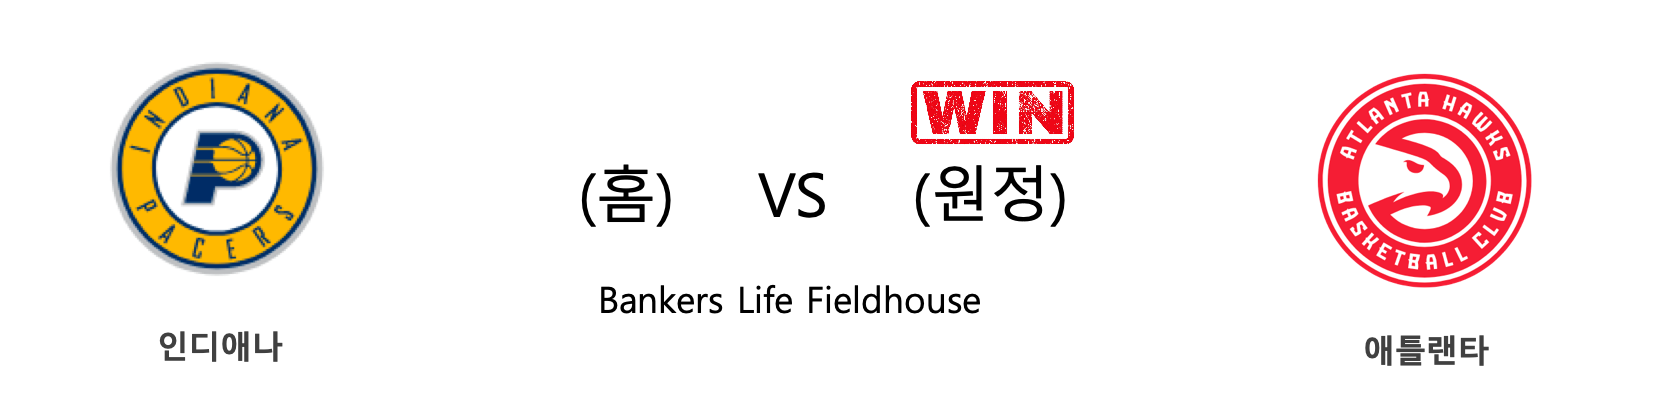 INDIANA
PACERS
WIN
(홈) VS (원정)
Bankers Life Fieldhouse
인디애나
ATLANTA HAWKS
BASKETBALL CLUB
애틀랜타